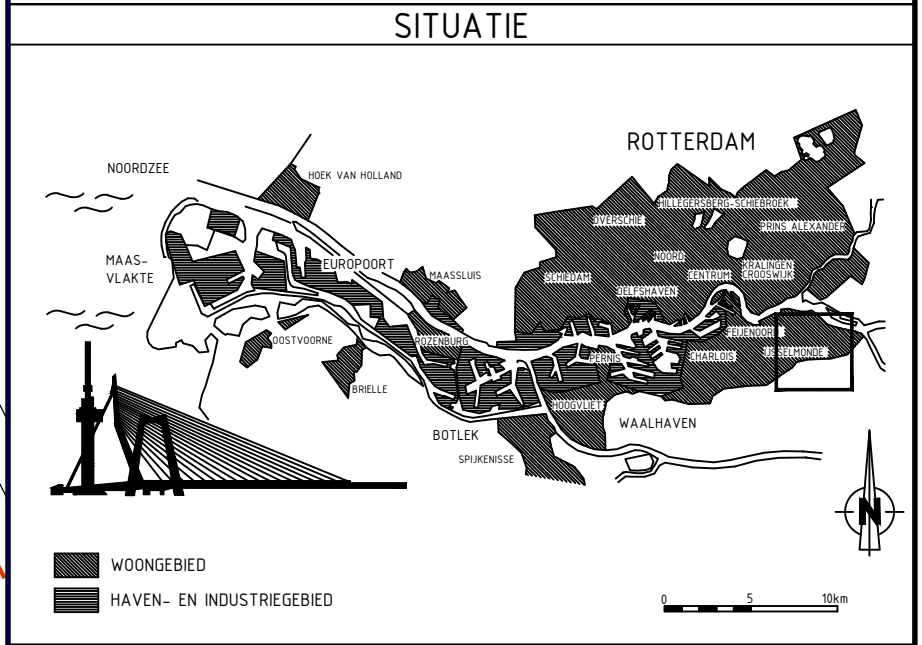 SITUATIE
ROTTERDAM
NOORDZEE
HOEK VAN HOLLAND
HILLEGERSBERG-SCHIEBROEK
OVERSCHIE
PRINS ALEXANDER
NOORD
MAAS-
VLAKTE
EUROPOORT
MAASSLUIS
SCHIEDAM
CENTRUM
KRALINGEN
CROOSWIJK
DELFSHAVEN
OOSTVOORNE
ROZENBURG
FEIJENOORD
PERNIS
CHARLOIS
IJSSELMONDE
BRIELLE
HOOGVLIET
WAALHAVEN
BOTLEK
SPIJKENISSE
N
WOONGEBIED
HAVEN- EN INDUSTRIEGEBIED
0 5 10km